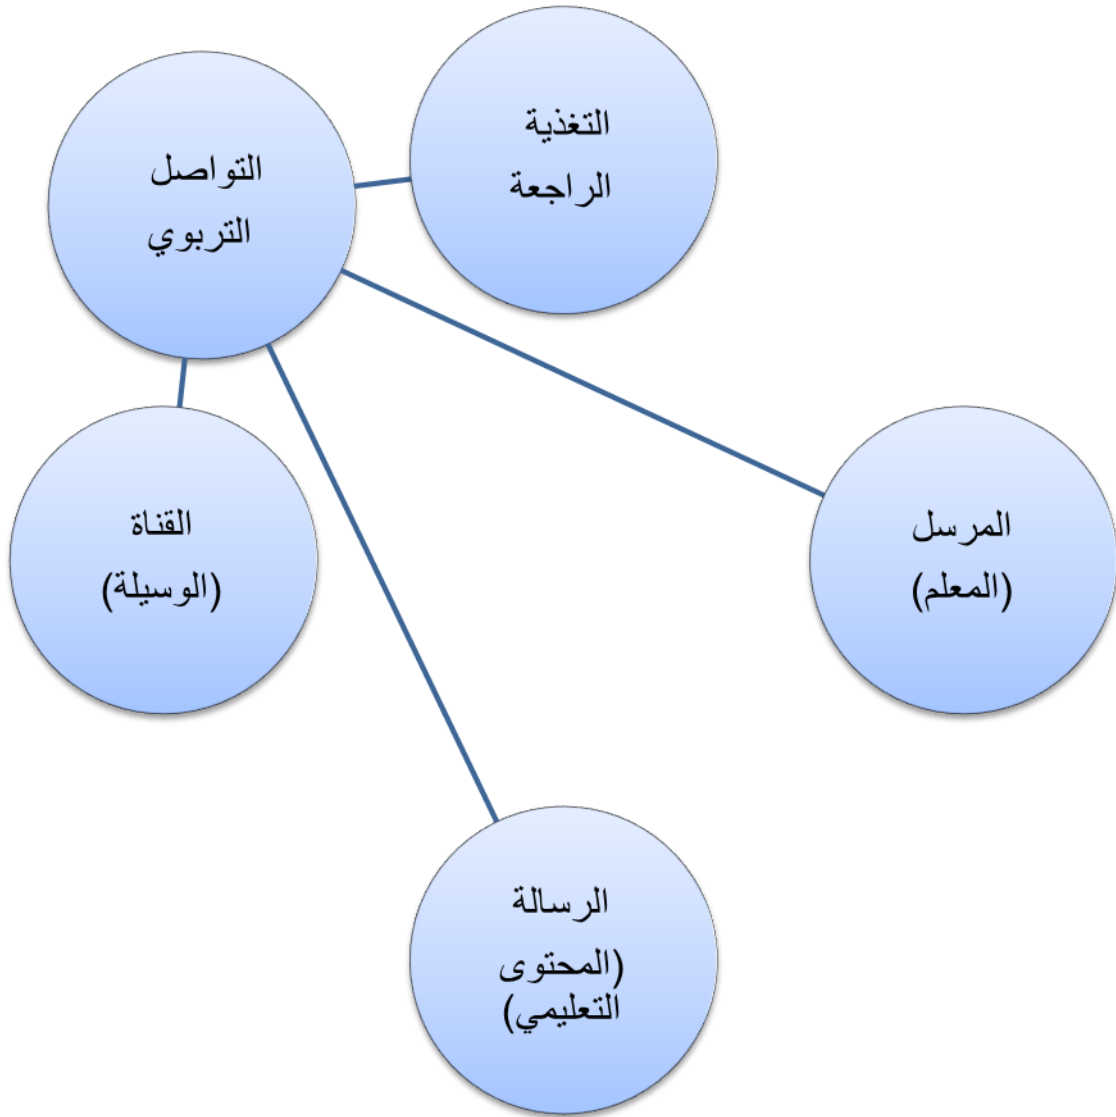 التغذية
الراجعة
التواصل
التربوي
المرسل
(المعلم)
القناة
(الوسيلة)
الرسالة
(المحتوى
التعليمي)